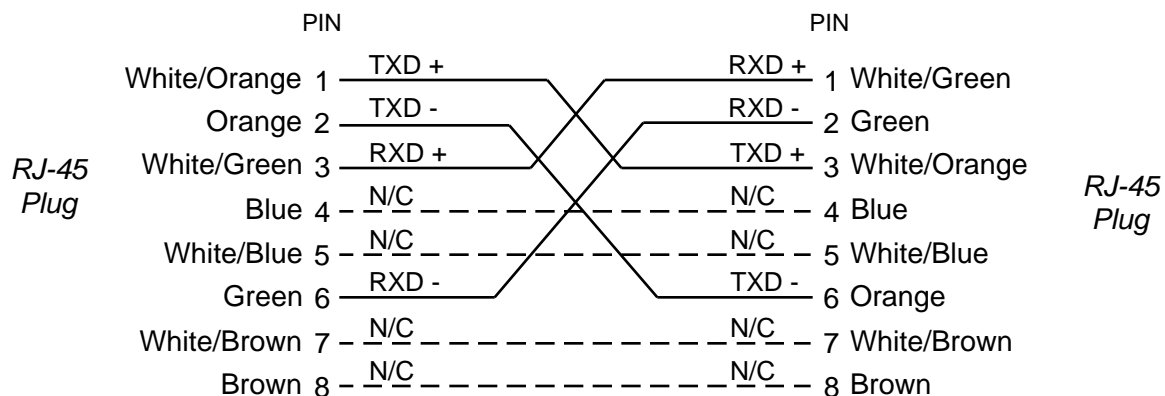 PIN PIN
White/Orange 1 TXD + RXD + 1 White/Green
Orange 2 TXD - RXD - 2 Green
White/Green 3 RXD + TXD + 3 White/Orange
RJ-45
Plug
Blue 4 N/C N/C 4 Blue
RJ-45
Plug
White/Blue 5 N/C N/C 5 White/Blue
Green 6 RXD - TXD - 6 Orange
White/Brown 7 N/C N/C 7 White/Brown
Brown 8 N/C N/C 8 Brown